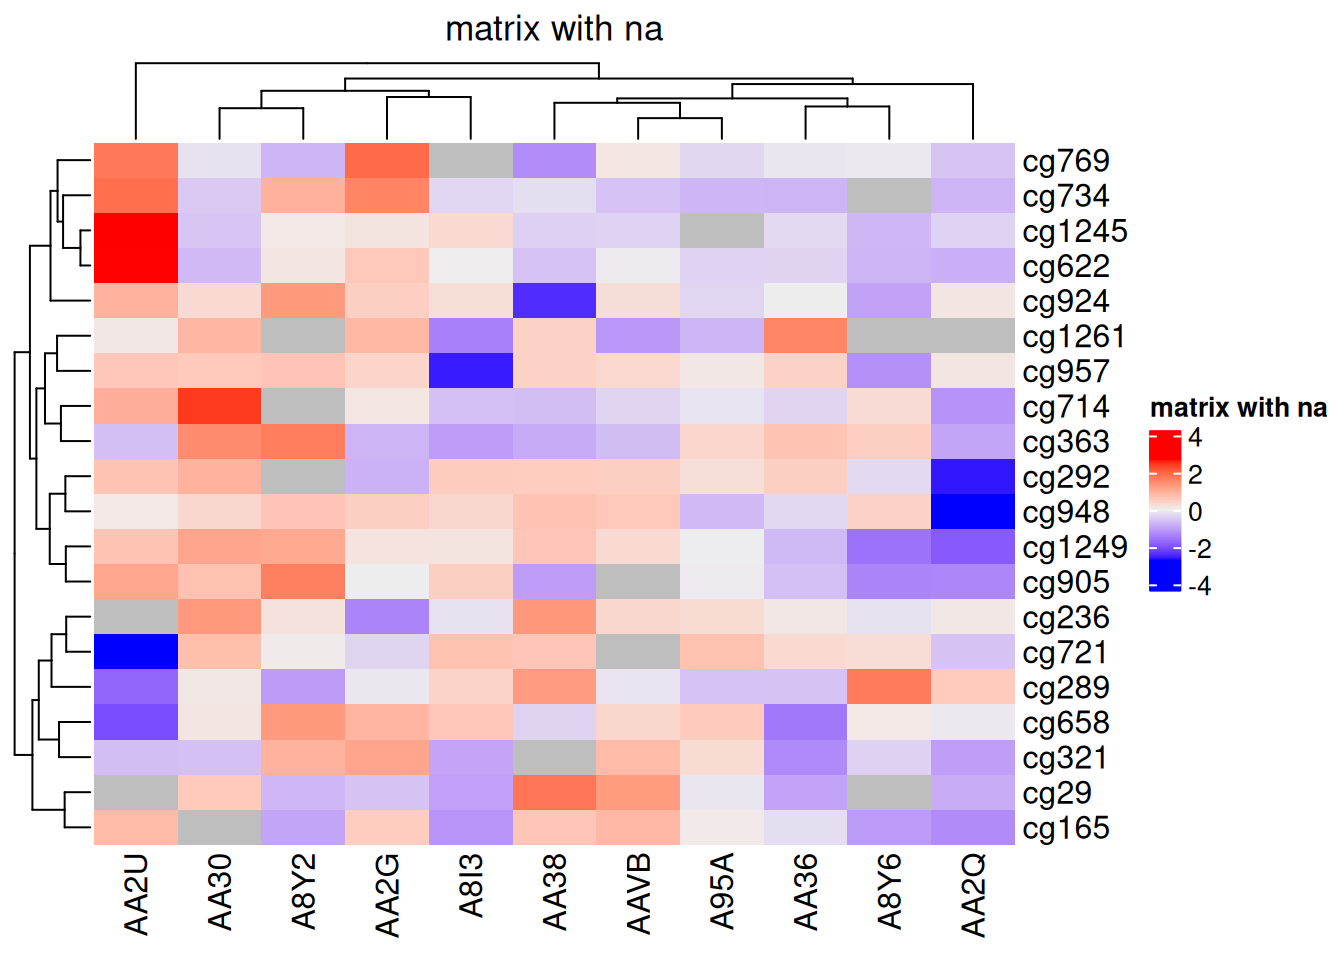 matrix with na
cg769
cg734
cg1245
cg622
cg924
cg1261
cg957
cg714
cg363
cg292
cg948
cg1249
cg905
cg236
cg721
cg289
cg658
cg321
cg29
cg165
matrix with na
4
2
0
-2
-4
AA2U
AA30
A8Y2
AA2G
A8I3
AA38
AAVB
A95A
AA36
A8Y6
AA2Q